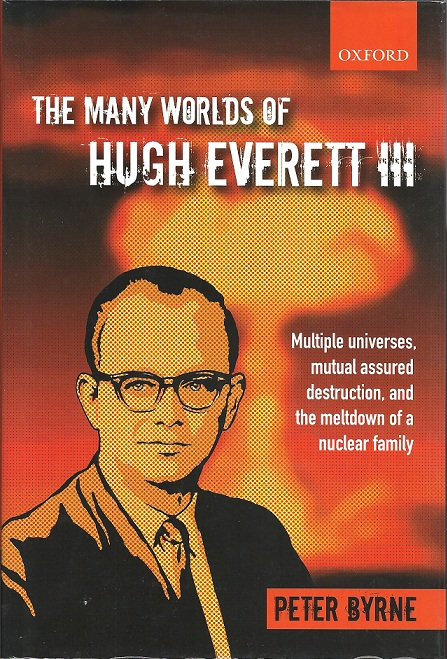 OXFORD
THE MANY WORLDS OF
HUGH EVERETT III
Multiple universes,
mutual assured
destruction, and
the meltdown of a
nuclear family
PETER BYRNE